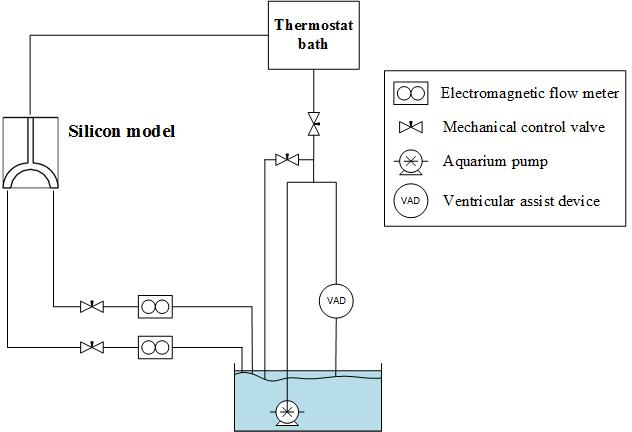 Thermostat
bath
Silicon model
Electromagnetic flow meter
Mechanical control valve
Aquarium pump
VAD
Ventricular assist device
VAD